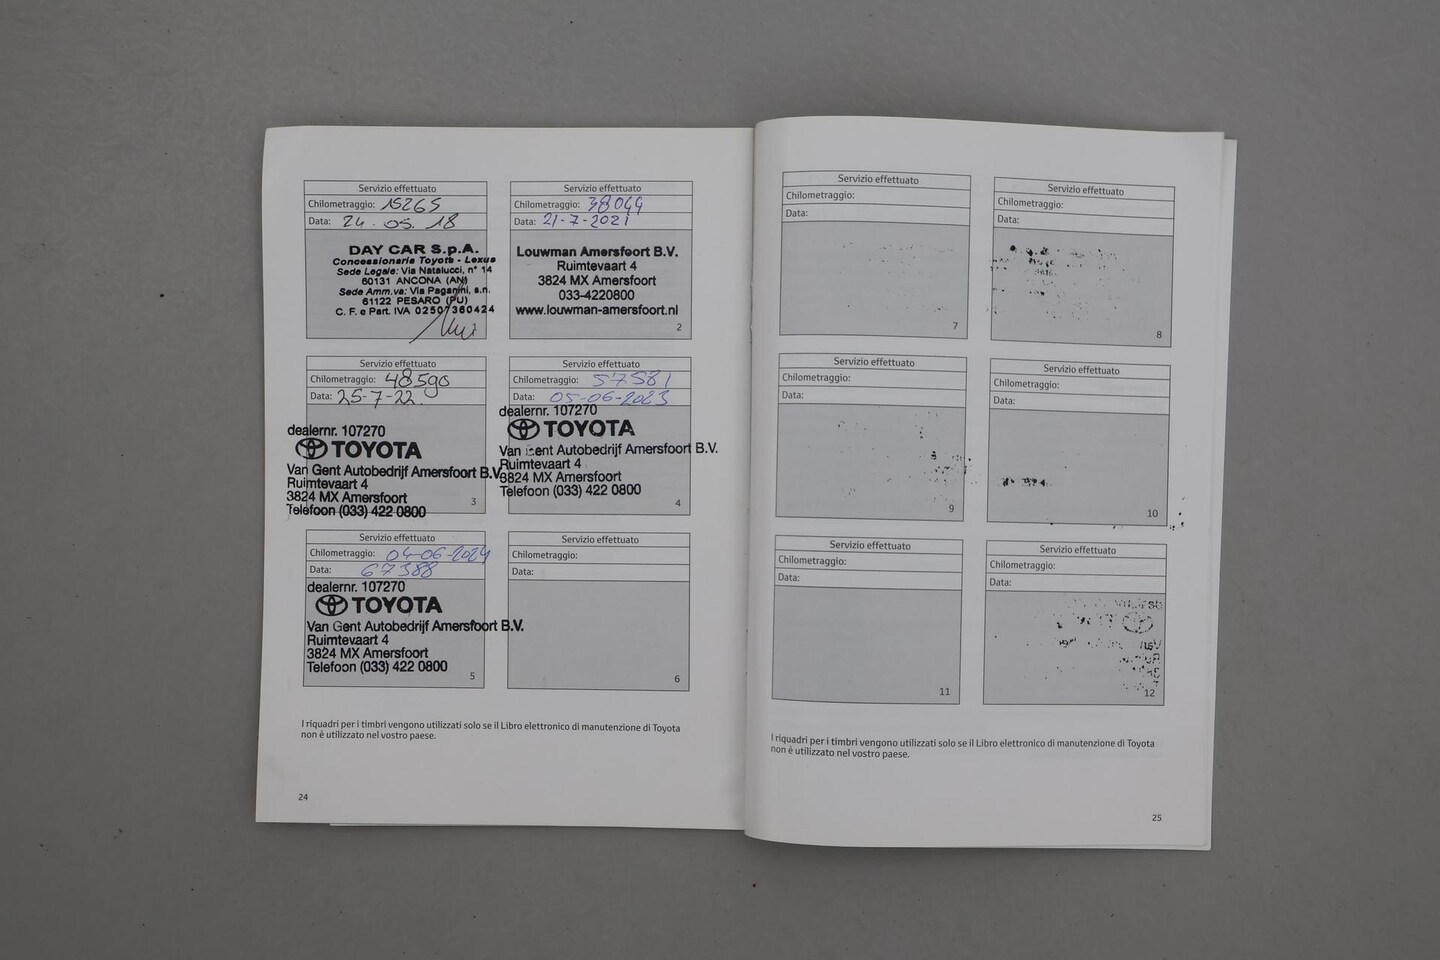 Servizio effettuato
Chilometraggio: 15265
Data: 24.05.18
DAY CAR S.p.A.
Concessionaria Toyota - Lexus
Sede Legale: Via Natalucci, n° 14
60131 ANCONA (AN)
Sede Amm.va: Via Paganini, s.n.
61122 PESARO (PU)
C. F. e Part. IVA 02507360424
Servizio effettuato
Chilometraggio: 38044
Data: 21-7-2021
Louwman Amersfoort B.V.
Ruimtevaart 4
3824 MX Amersfoort
033-4220800
www.louwman-amersfoort.nl
2
Servizio effettuato
Chilometraggio: 48590
Data: 25-7-22.
dealernr. 107270
TOYOTA
Van Gent Autobedrijf Amersfoort B.V.
Ruimtevaart 4
3824 MX Amersfoort
Telefoon (033) 422 0800
3
Servizio effettuato
Chilometraggio: 57581
Data: 05-06-2023
dealernr. 107270
TOYOTA
Van Gent Autobedrijf Amersfoort B.V.
Ruimtevaart 4
3824 MX Amersfoort
Telefoon (033) 422 0800
4
Servizio effettuato
Chilometraggio: 04-06-2024
Data: 67388
dealernr. 107270
TOYOTA
Van Gent Autobedrijf Amersfoort B.V.
Ruimtevaart 4
3824 MX Amersfoort
Telefoon (033) 422 0800
5
Servizio effettuato
Chilometraggio:
Data:
6
I riquadri per i timbri vengono utilizzati solo se il Libro elettronico di manutenzione di Toyota
non è utilizzato nel vostro paese.
24
Servizio effettuato
Chilometraggio:
Data:
7
Servizio effettuato
Chilometraggio:
Data:
8
Servizio effettuato
Chilometraggio:
Data:
9
Servizio effettuato
Chilometraggio:
Data:
10
Servizio effettuato
Chilometraggio:
Data:
11
Servizio effettuato
Chilometraggio:
Data:
12
I riquadri per i timbri vengono utilizzati solo se il Libro elettronico di manutenzione di Toyota
non è utilizzato nel vostro paese.
25